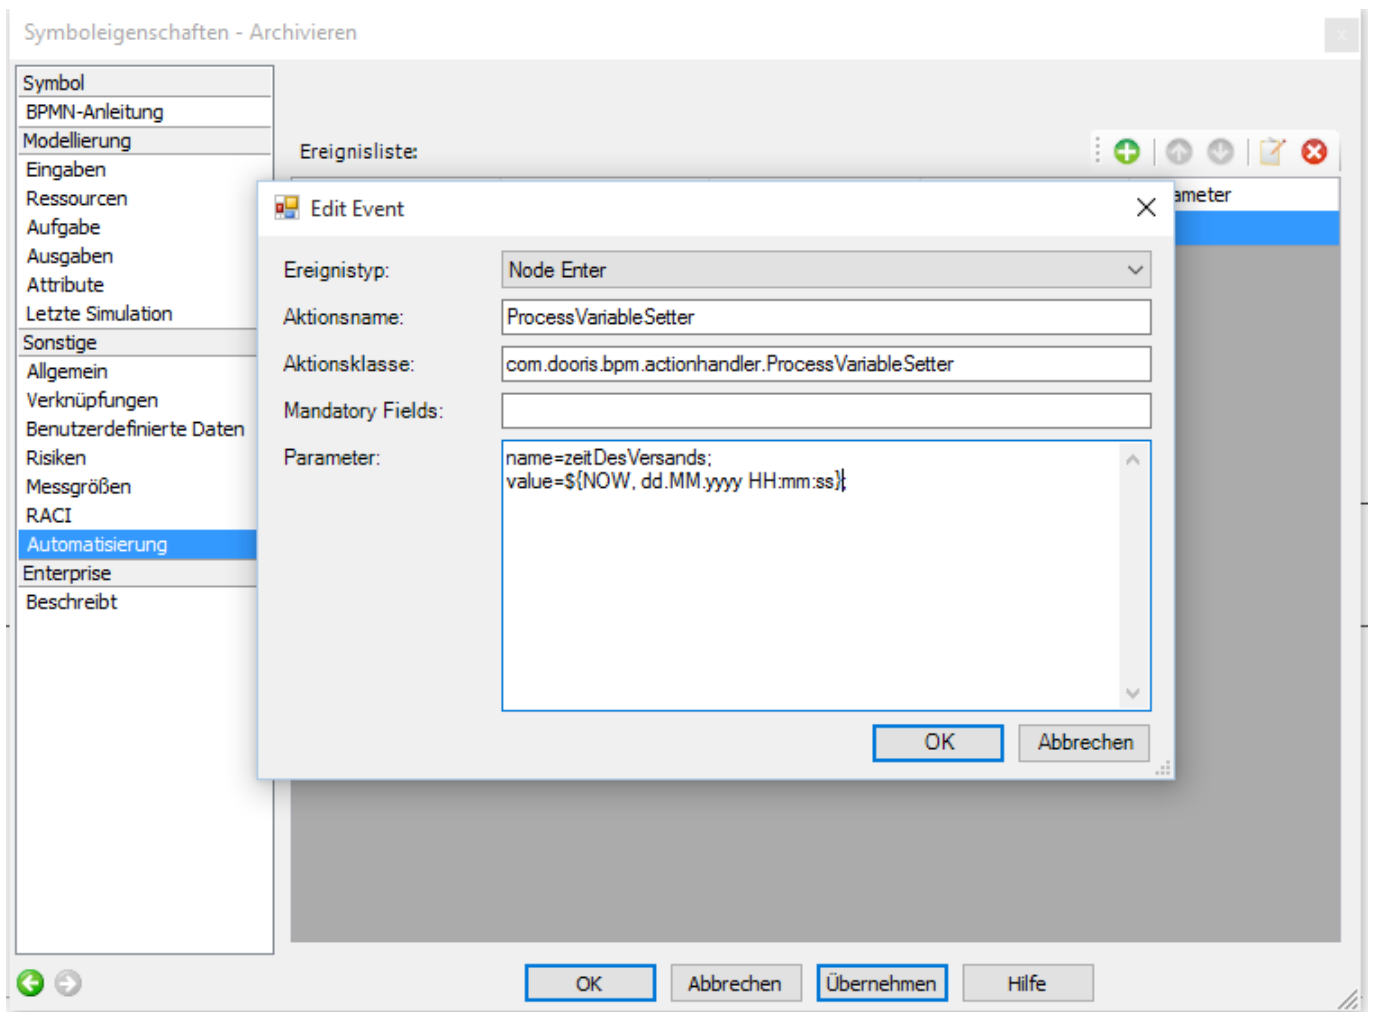 Symboleigenschaften - Archivieren
x
Symbol
BPMN-Anleitung
Modellierung
Eingaben
Ressourcen
Aufgabe
Ausgaben
Attribute
Letzte Simulation
Sonstige
Allgemein
Verknüpfungen
Benutzerdefinierte Daten
Risiken
Messgrößen
RACI
Automatisierung
Enterprise
Beschreibt
Ereignisliste:
ameter
Edit Event
Ereignistyp:
Node Enter
Aktionsname:
ProcessVariableSetter
Aktionsklasse:
com.dooris.bpm.actionhandler.ProcessVariableSetter
Mandatory Fields:
Parameter:
name=zeitDesVersands;
value=${NOW, dd.MM.yyyy HH:mm:ss};
OK
Abbrechen
OK
Abbrechen
Übernehmen
Hilfe